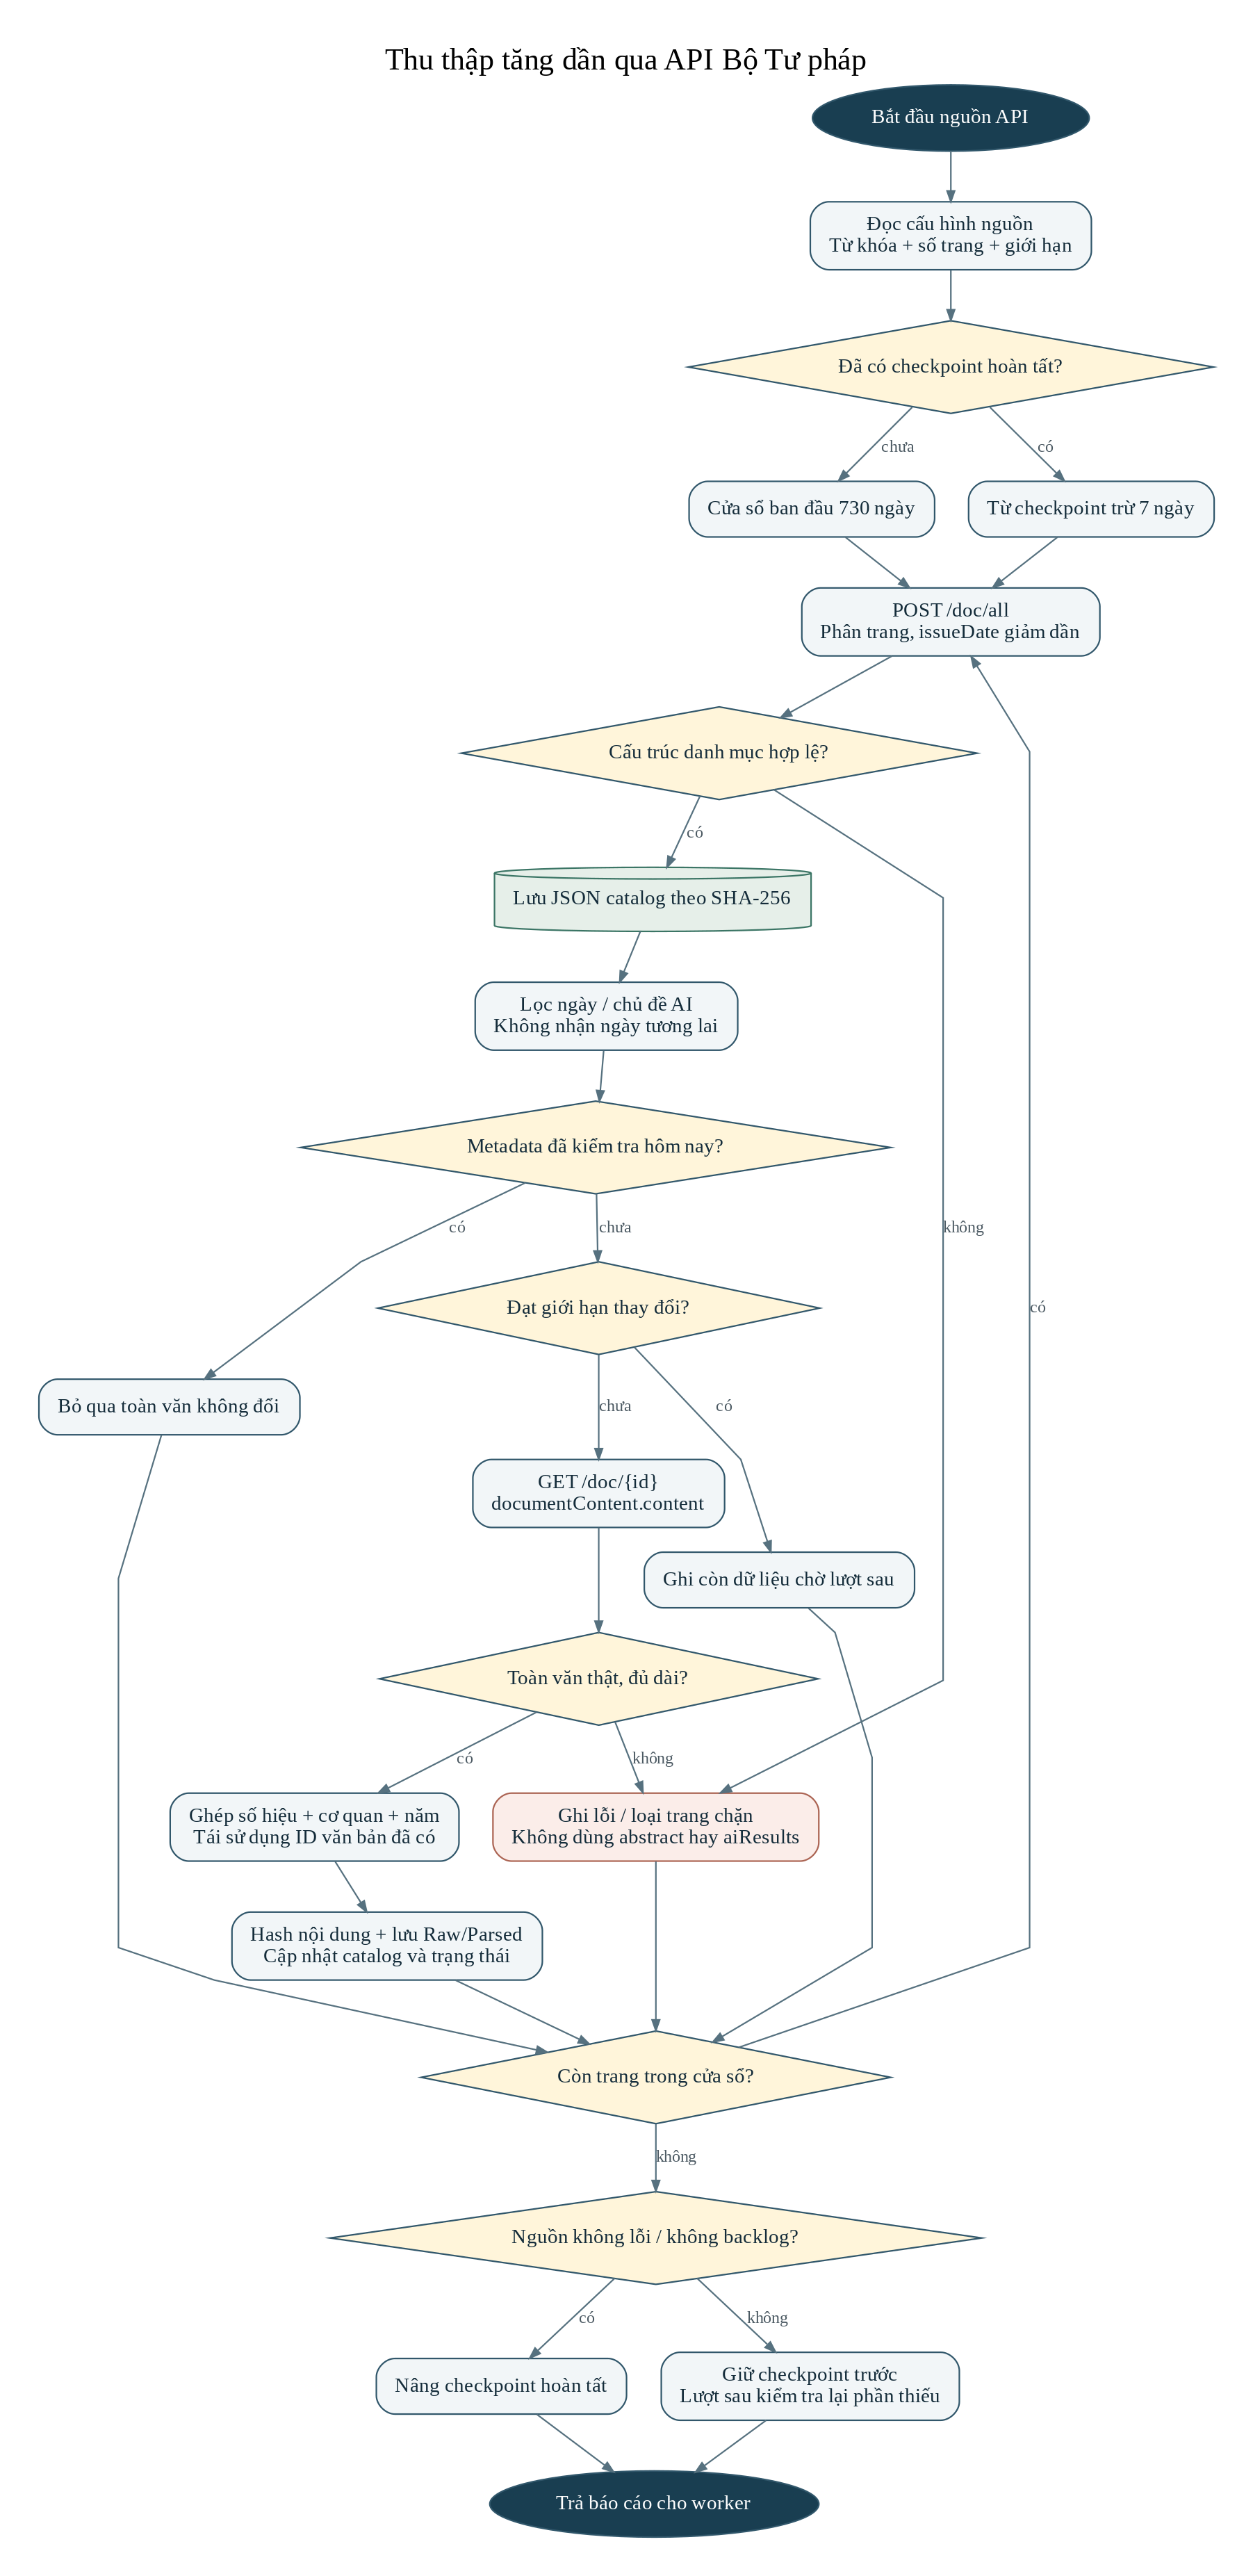 Thu thập tăng dần qua API Bộ Tư pháp
Bắt đầu nguồn API
Đọc cấu hình nguồn
Từ khóa + số trang + giới hạn
Đã có checkpoint hoàn tất?
chưa
có
Cửa sổ ban đầu 730 ngày
Từ checkpoint trừ 7 ngày
POST /doc/all
Phân trang, issueDate giảm dần
Cấu trúc danh mục hợp lệ?
có
Lưu JSON catalog theo SHA-256
Lọc ngày / chủ đề AI
Không nhận ngày tương lai
Metadata đã kiểm tra hôm nay?
có
chưa
không
Đạt giới hạn thay đổi?
có
Bỏ qua toàn văn không đổi
chưa
có
GET /doc/{id}
documentContent.content
Ghi còn dữ liệu chờ lượt sau
Toàn văn thật, đủ dài?
có
không
Ghép số hiệu + cơ quan + năm
Tái sử dụng ID văn bản đã có
Ghi lỗi / loại trang chặn
Không dùng abstract hay aiResults
Hash nội dung + lưu Raw/Parsed
Cập nhật catalog và trạng thái
Còn trang trong cửa sổ?
không
Nguồn không lỗi / không backlog?
có
không
Nâng checkpoint hoàn tất
Giữ checkpoint trước
Lượt sau kiểm tra lại phần thiếu
Trả báo cáo cho worker